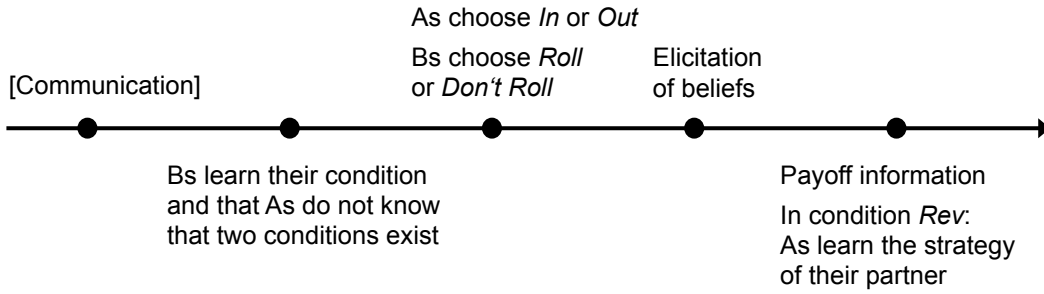 As choose In or Out
Bs choose Roll
or Don‘t Roll
Elicitation
of beliefs
[Communication]
Bs learn their condition
and that As do not know
that two conditions exist
Payoff information
In condition Rev:
As learn the strategy
of their partner